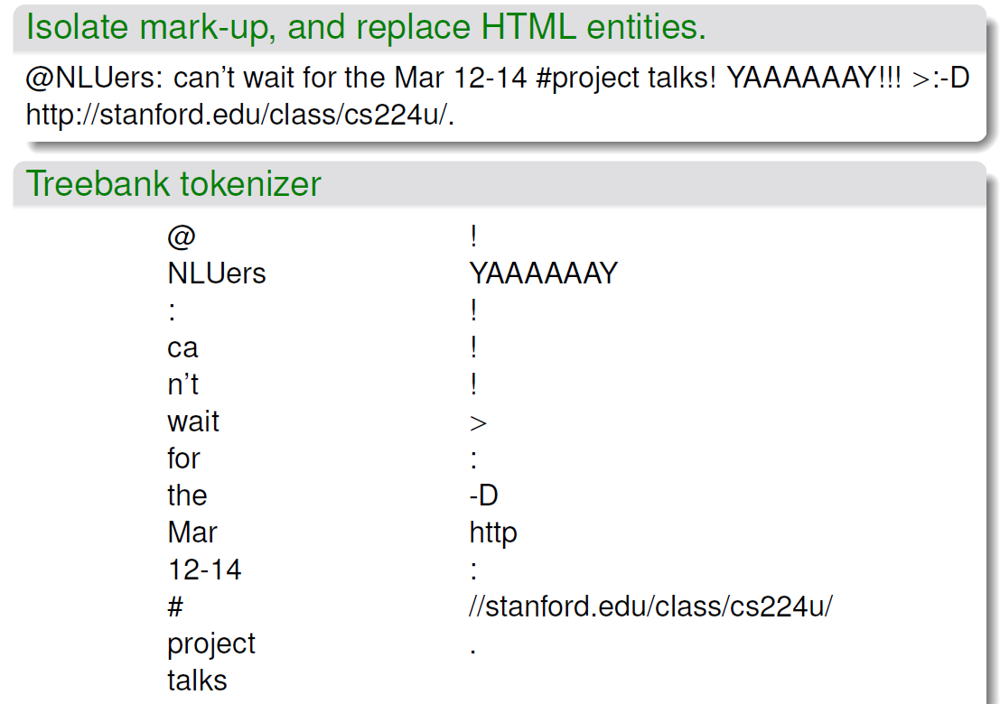 Isolate mark-up, and replace HTML entities.
@NLUers: can’t wait for the Mar 12-14 #project talks! YAAAAAAY!!! >:-D
http://stanford.edu/class/cs224u/.
Treebank tokenizer
@
NLUers
:
ca
n’t
wait
for
the
Mar
12-14
#
project
talks
!
YAAAAAAY
!
!
!
>
:
-D
http
:
//stanford.edu/class/cs224u/
.